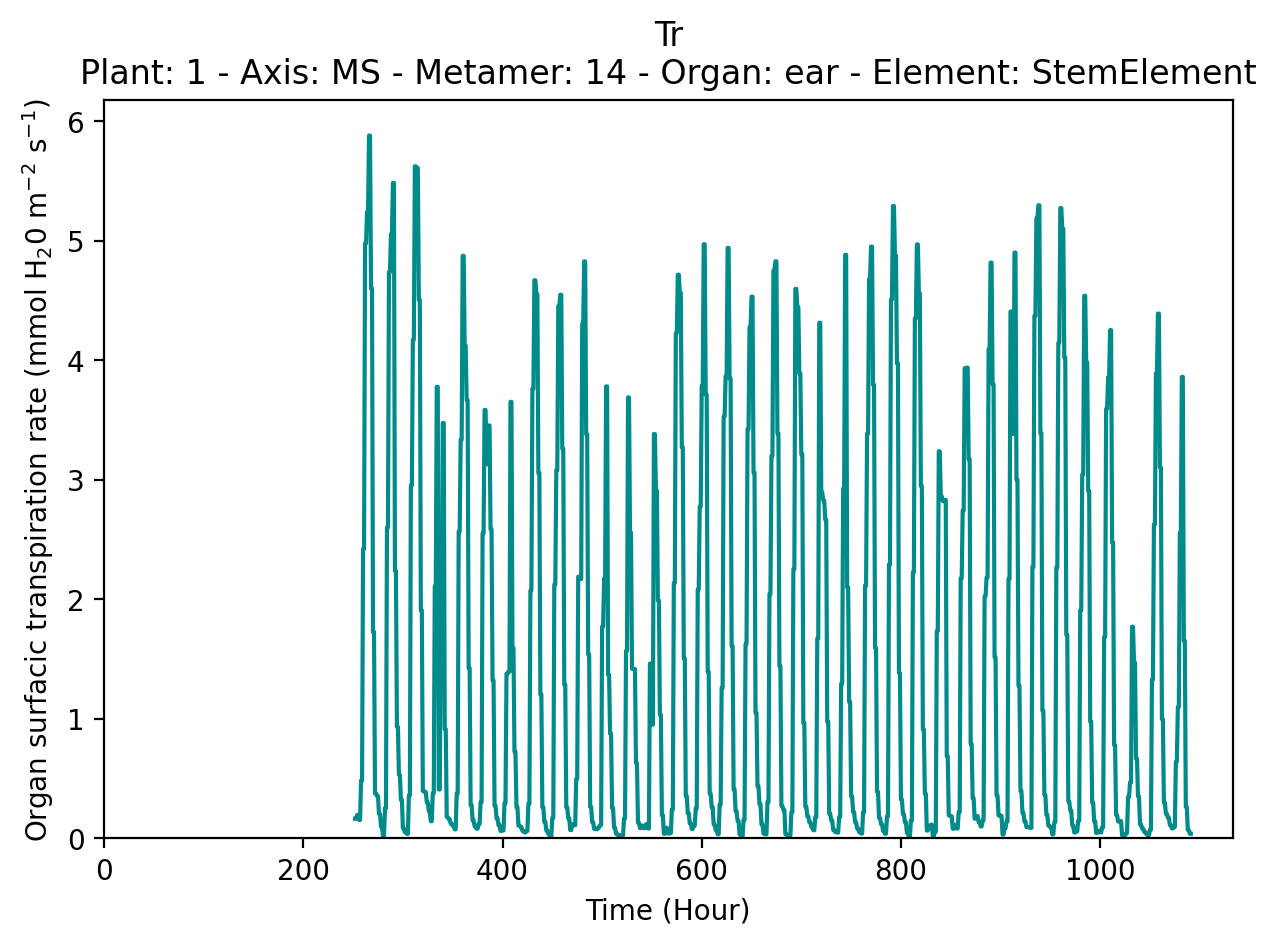 Tr
Plant: 1 - Axis: MS - Metamer: 14 - Organ: ear - Element: StemElement
Organ surfacic transpiration rate (mmol H₂0 m⁻² s⁻¹)
6
5
4
3
2
1
0
0 200 400 600 800 1000
Time (Hour)